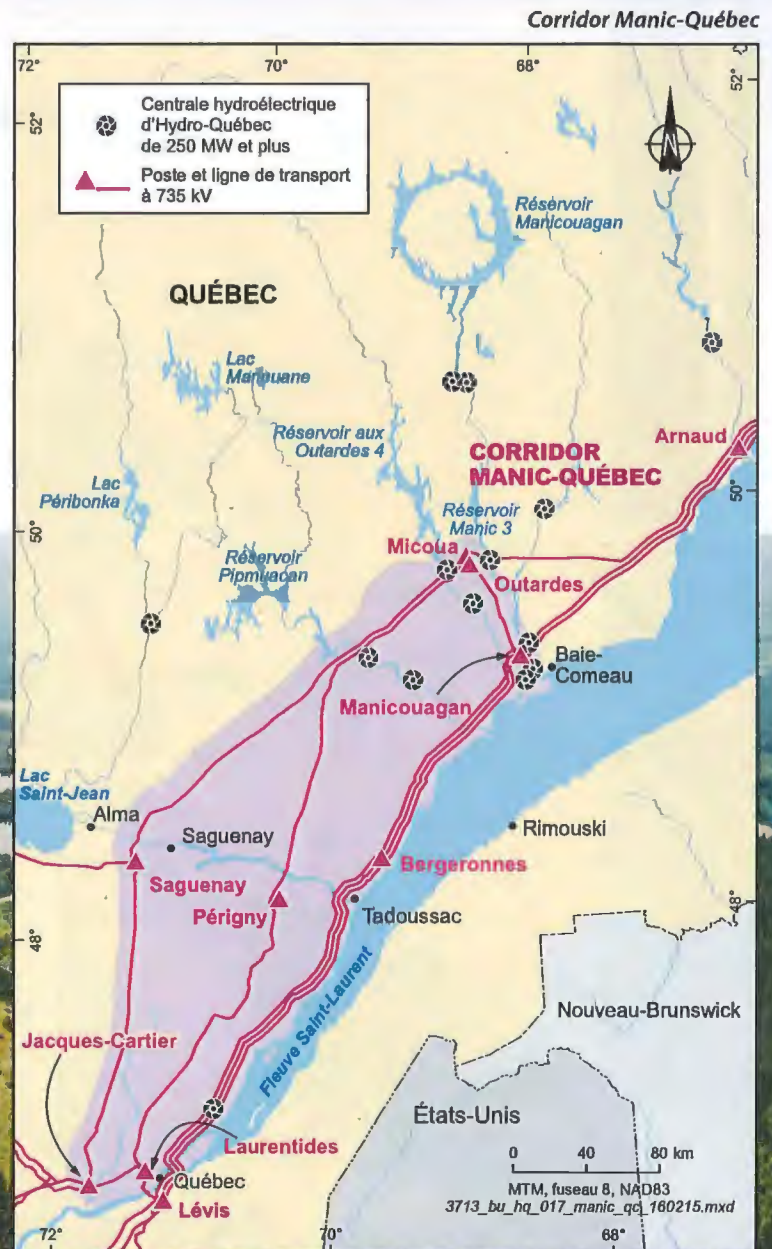 Corridor Manic-Québec
72°
70°
68°
52°
52°
Centrale hydroélectrique
d'Hydro-Québec
de 250 MW et plus
Poste et ligne de transport
à 735 kV
N
Réservoir
Manicouagan
QUÉBEC
Lac
Manouane
Réservoir aux
Outardes 4
CORRIDOR
MANIC-QUÉBEC
Arnaud
Lac
Péribonka
Réservoir
Manic 3
50°
50°
Micoua
Réservoir
Pipmuacan
Outardes
Baie-
Comeau
Manicouagan
Lac
Saint-Jean
Alma
Saguenay
Rimouski
Saguenay
Bergeronnes
Périgny
Tadoussac
48°
48°
Fleuve Saint-Laurent
Nouveau-Brunswick
Jacques-Cartier
États-Unis
Laurentides
0 40 80 km
Québec
Lévis
MTM, fuseau 8, NAD83
3713_bu_hq_017_manic_qc_160215.mxd
72°
70°
68°